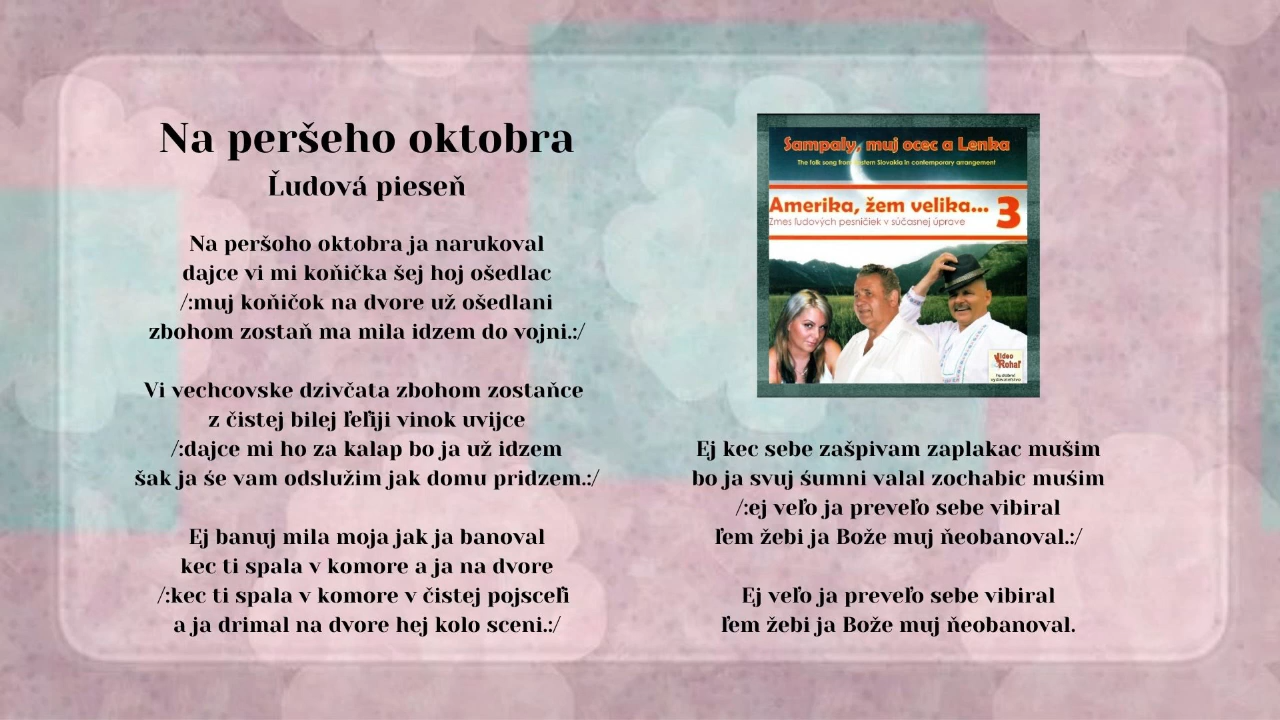 Na peršeho oktobra
Ľudová pieseň
Na peršoho oktobra ja narukoval
dajce vi mi koňička šej hoj ošedlac
/:muj koňičok na dvore už ošedlani
zbohom zostaň ma mila idzem do vojni.:/
Vi vechcovske dzivčata zbohom zostaňce
z čistej bilej ľeľiji vinok uvijce
/:dajce mi ho za kalap bo ja už idzem
šak ja śe vam odslužim jak domu pridzem.:/
Ej banuj mila moja jak ja banoval
kec ti spala v komore a ja na dvore
/:kec ti spala v komore v čistej pojsceľi
a ja drimal na dvore hej kolo sceni.:/
Sampaly, muj ocec a Lenka
The folk song from eastern Slovakia in contemporary arrangement
Amerika, žem velika... 3
Zmes ľudových pesničiek v súčasnej úprave
Video
Rohaľ
hudobné
vydavateľstvo
Ej kec sebe zašpivam zaplakac mušim
bo ja svuj śumni valal zochabic muśim
/:ej veľo ja preveľo sebe vibiral
ľem žebi ja Bože muj ňeobanoval.:/
Ej veľo ja preveľo sebe vibiral
ľem žebi ja Bože muj ňeobanoval.